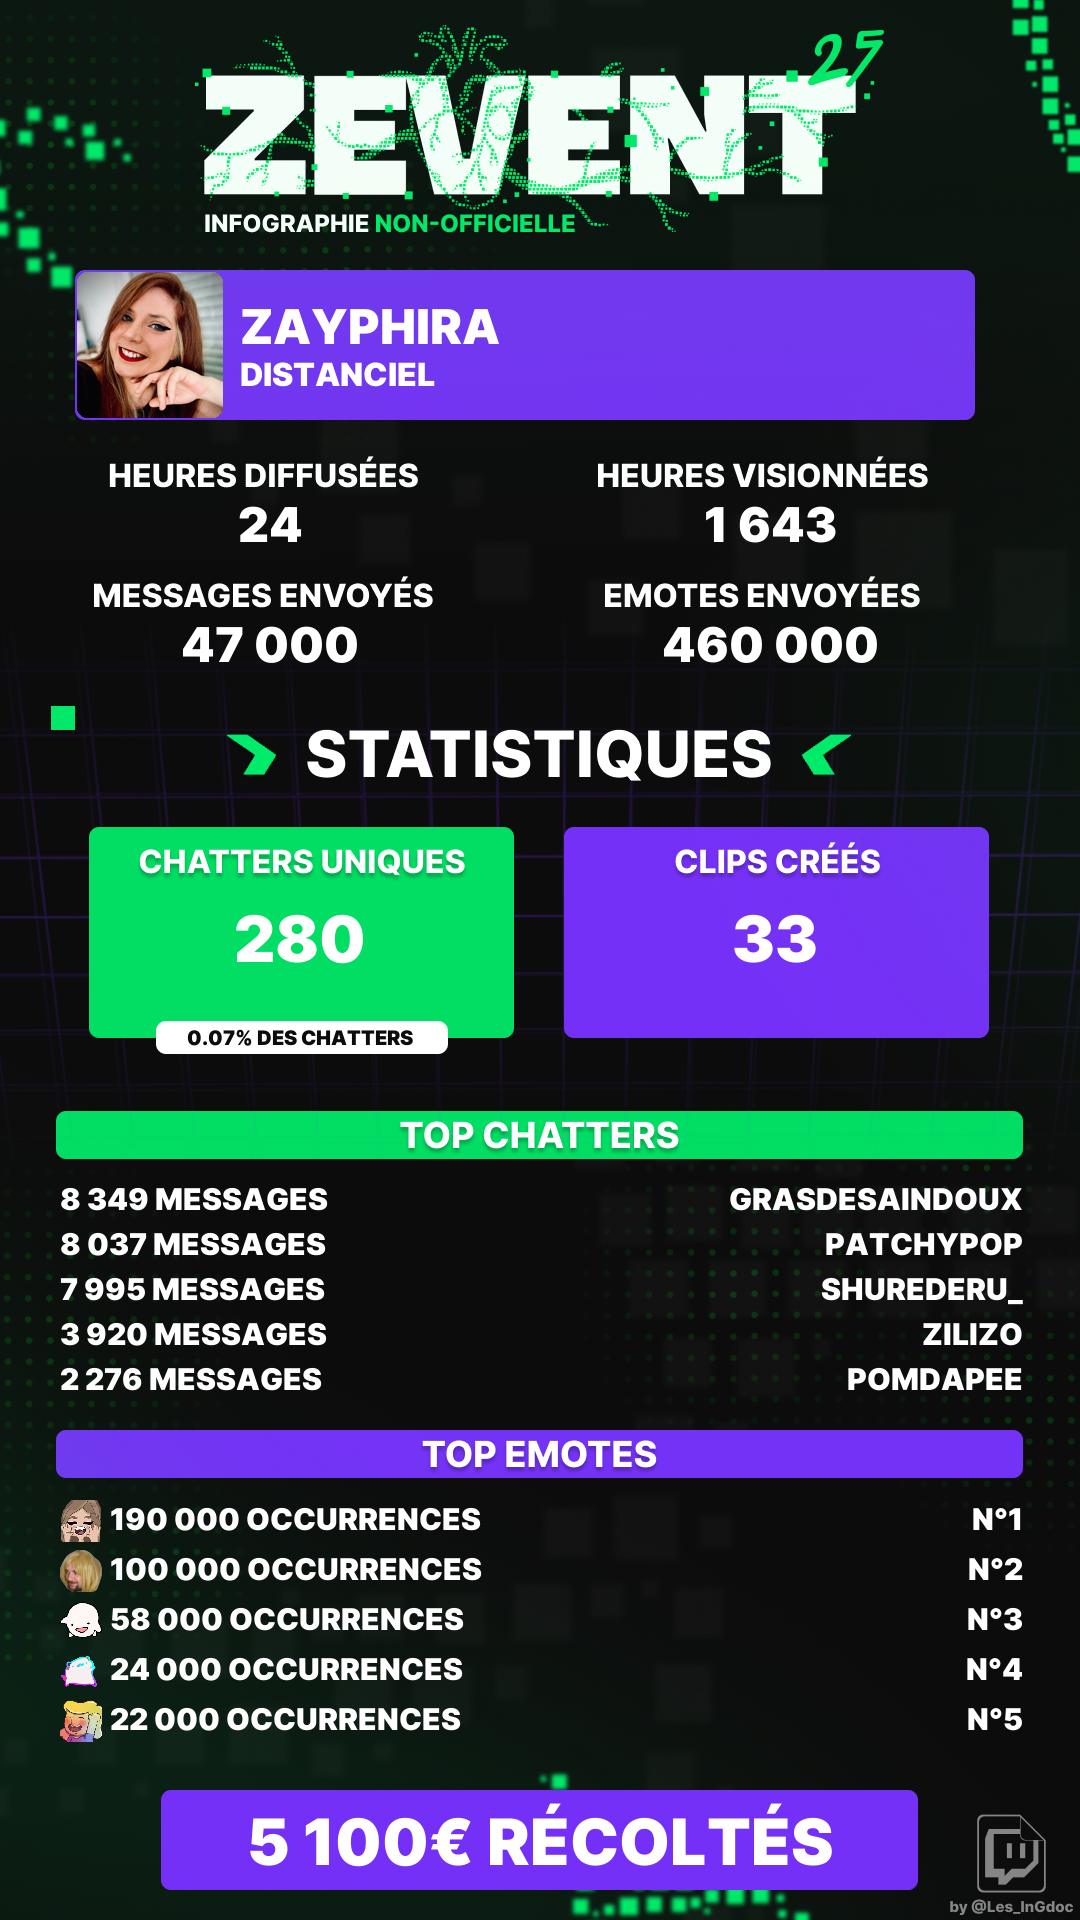 ZEVENT 25
INFOGRAPHIE NON-OFFICIELLE
ZAYPHIRA
DISTANCIEL
HEURES DIFFUSÉES
24
HEURES VISIONNÉES
1 643
MESSAGES ENVOYÉS
47 000
EMOTES ENVOYÉES
460 000
STATISTIQUES
CHATTERS UNIQUES
280
0.07% DES CHATTERS
CLIPS CRÉÉS
33
TOP CHATTERS
8 349 MESSAGES GRASDESAINDOUX
8 037 MESSAGES PATCHYPOP
7 995 MESSAGES SHUREDERU_
3 920 MESSAGES ZILIZO
2 276 MESSAGES POMDAPEE
TOP EMOTES
190 000 OCCURRENCES N°1
100 000 OCCURRENCES N°2
58 000 OCCURRENCES N°3
24 000 OCCURRENCES N°4
22 000 OCCURRENCES N°5
5 100€ RÉCOLTÉS
by @Les_InGdoc